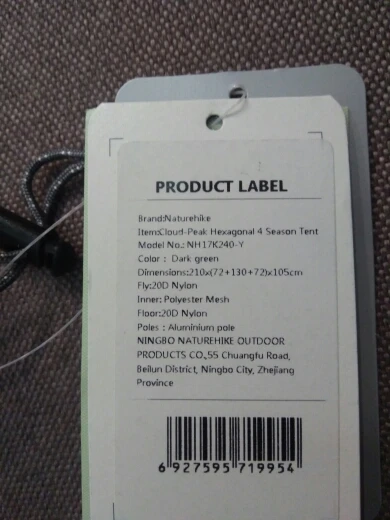 PRODUCT LABEL
Brand:Naturehike
Item:Cloud-Peak Hexagonal 4 Season Tent
Model No.: NH17K240-Y
Color : Dark green
Dimensions:210x(72+130+72)x105cm
Fly:20D Nylon
Inner: Polyester Mesh
Floor:20D Nylon
Poles : Aluminium pole
NINGBO NATUREHIKE OUTDOOR
PRODUCTS CO.,55 Chuangfu Road,
Beilun District, Ningbo City, Zhejiang
Province
6 927595 719954